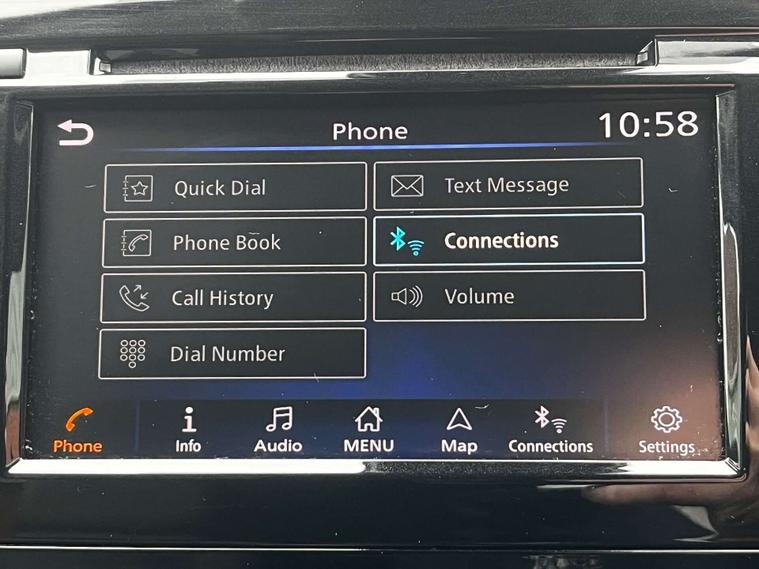 Phone
10:58
Quick Dial
Text Message
Phone Book
Connections
Call History
Volume
Dial Number
Phone
Info
Audio
MENU
Map
Connections
Settings